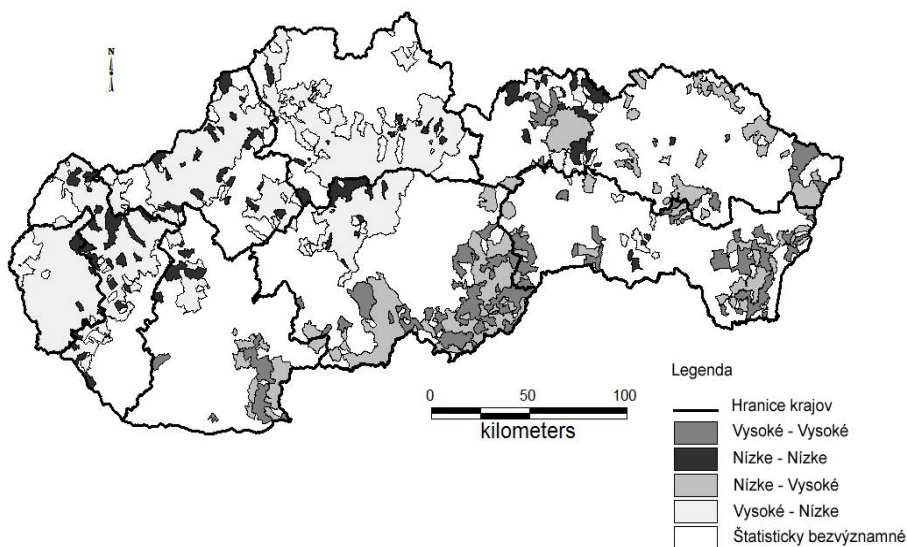 N
0 50 100
kilometers
Legenda
Hranice krajov
Vysoké - Vysoké
Nízke - Nízke
Nízke - Vysoké
Vysoké - Nízke
Štatisticky bezvýznamné